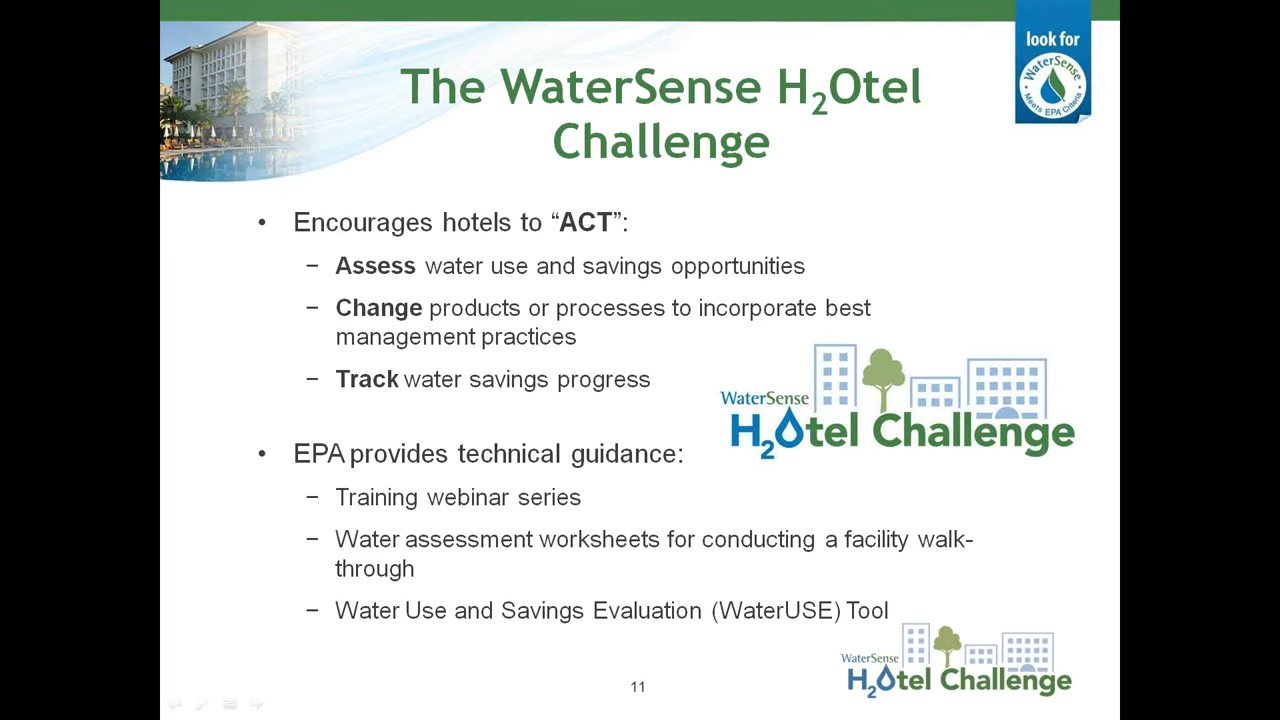 look for
WaterSense
Meets EPA Criteria
The WaterSense H₂Otel
Challenge
• Encourages hotels to “ACT”:
− Assess water use and savings opportunities
− Change products or processes to incorporate best
management practices
− Track water savings progress
WaterSense
H₂Otel Challenge
• EPA provides technical guidance:
− Training webinar series
− Water assessment worksheets for conducting a facility walk-
through
− Water Use and Savings Evaluation (WaterUSE) Tool
WaterSense
H₂Otel Challenge
11